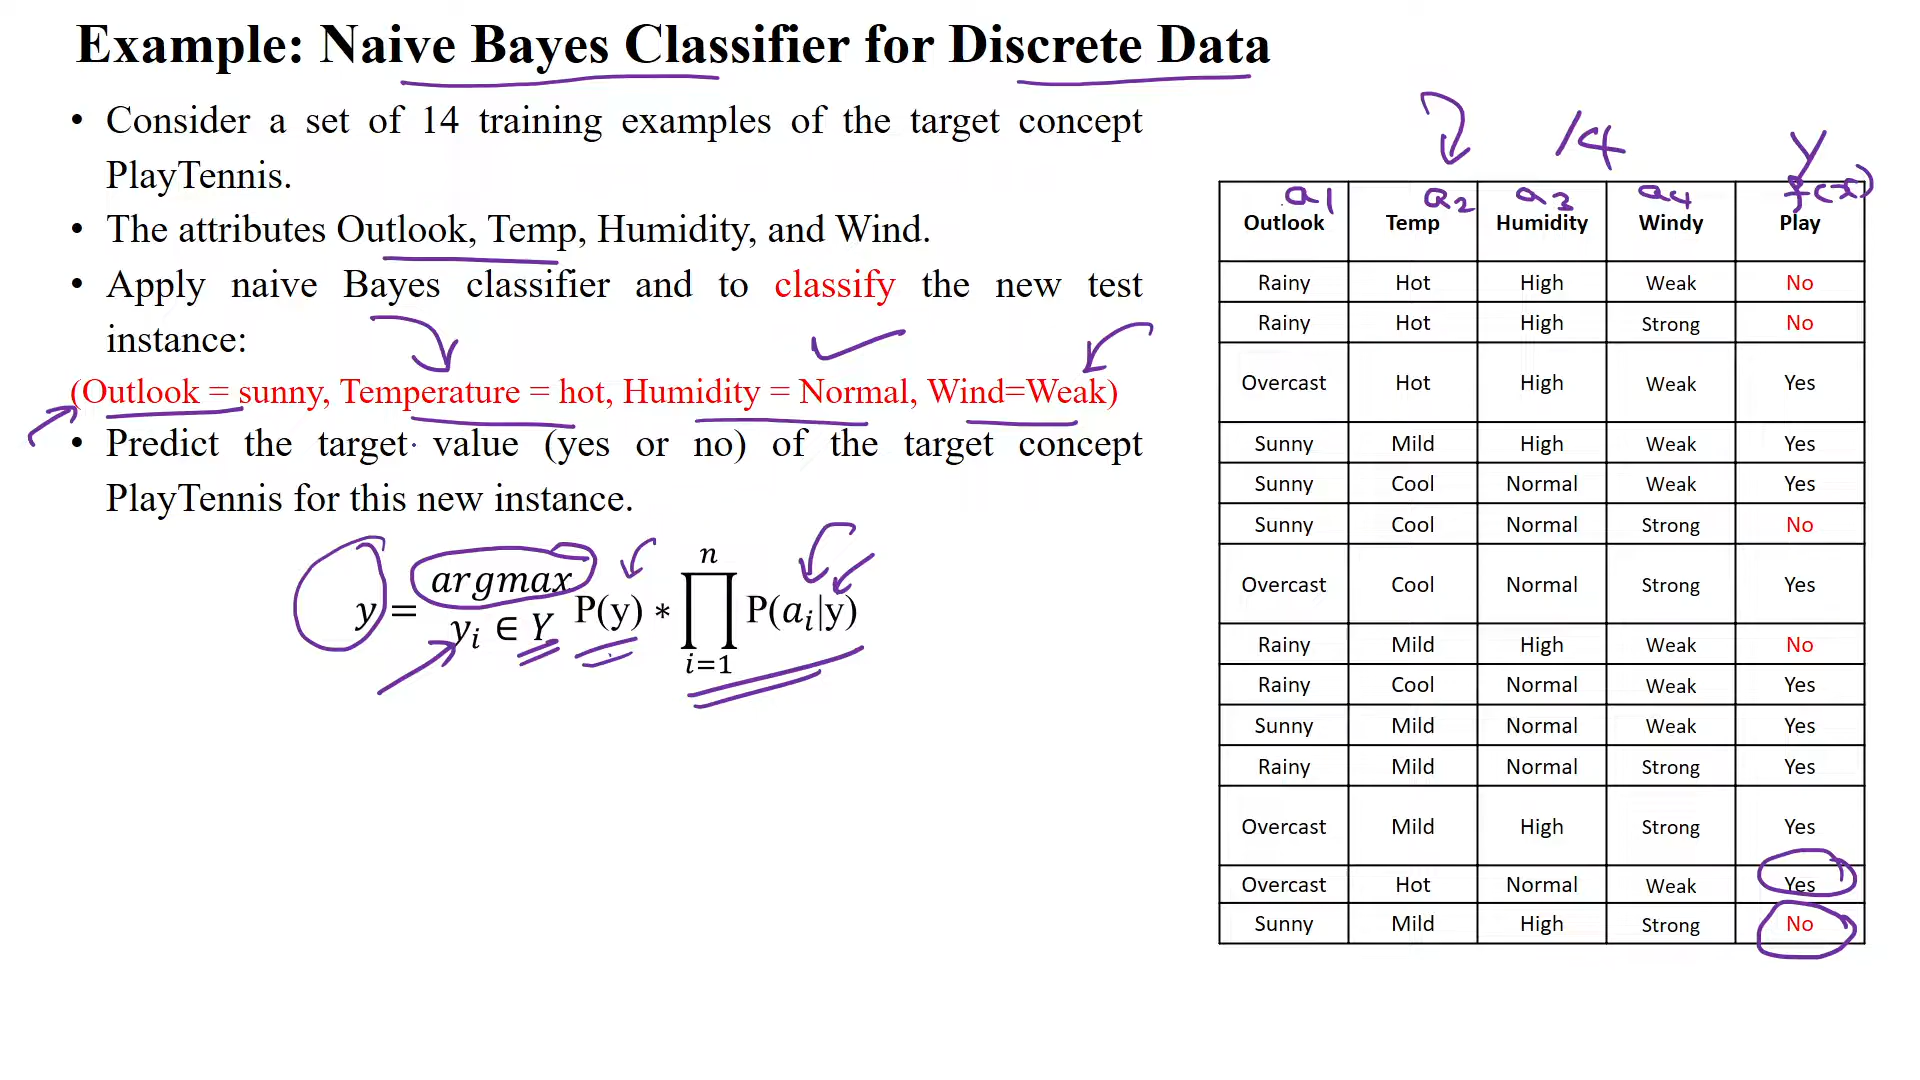 Example: Naive Bayes Classifier for Discrete Data
• Consider a set of 14 training examples of the target concept
PlayTennis.
• The attributes Outlook, Temp, Humidity, and Wind.
• Apply naive Bayes classifier and to classify the new test
instance:
(Outlook = sunny, Temperature = hot, Humidity = Normal, Wind=Weak)
• Predict the target value (yes or no) of the target concept
PlayTennis for this new instance.
n
y = argmax P(y) * ∏ P(aᵢ|y)
yᵢ ∈ Y
i=1
14
y
a1 a2 a3 a4 f(x)
Outlook Temp Humidity Windy Play
Rainy Hot High Weak No
Rainy Hot High Strong No
Overcast Hot High Weak Yes
Sunny Mild High Weak Yes
Sunny Cool Normal Weak Yes
Sunny Cool Normal Strong No
Overcast Cool Normal Strong Yes
Rainy Mild High Weak No
Rainy Cool Normal Weak Yes
Sunny Mild Normal Weak Yes
Rainy Mild Normal Strong Yes
Overcast Mild High Strong Yes
Overcast Hot Normal Weak Yes
Sunny Mild High Strong No